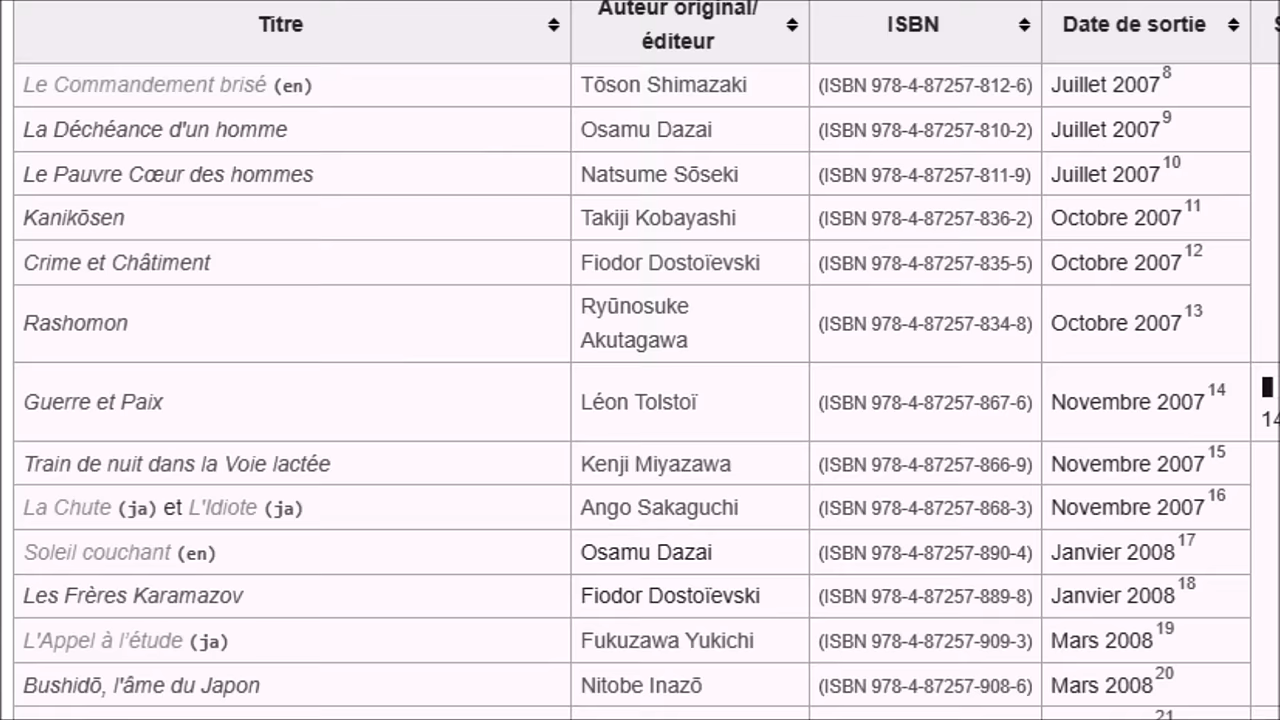 Titre Auteur original/
éditeur ISBN Date de sortie
Le Commandement brisé (en) Tōson Shimazaki (ISBN 978-4-87257-812-6) Juillet 2007 8
La Déchéance d'un homme Osamu Dazai (ISBN 978-4-87257-810-2) Juillet 2007 9
Le Pauvre Cœur des hommes Natsume Sōseki (ISBN 978-4-87257-811-9) Juillet 2007 10
Kanikōsen Takiji Kobayashi (ISBN 978-4-87257-836-2) Octobre 2007 11
Crime et Châtiment Fiodor Dostoïevski (ISBN 978-4-87257-835-5) Octobre 2007 12
Rashomon Ryūnosuke
Akutagawa (ISBN 978-4-87257-834-8) Octobre 2007 13
Guerre et Paix Léon Tolstoï (ISBN 978-4-87257-867-6) Novembre 2007 14
14
Train de nuit dans la Voie lactée Kenji Miyazawa (ISBN 978-4-87257-866-9) Novembre 2007 15
La Chute (ja) et L'Idiote (ja) Ango Sakaguchi (ISBN 978-4-87257-868-3) Novembre 2007 16
Soleil couchant (en) Osamu Dazai (ISBN 978-4-87257-890-4) Janvier 2008 17
Les Frères Karamazov Fiodor Dostoïevski (ISBN 978-4-87257-889-8) Janvier 2008 18
L'Appel à l'étude (ja) Fukuzawa Yukichi (ISBN 978-4-87257-909-3) Mars 2008 19
Bushidō, l'âme du Japon Nitobe Inazō (ISBN 978-4-87257-908-6) Mars 2008 20
21